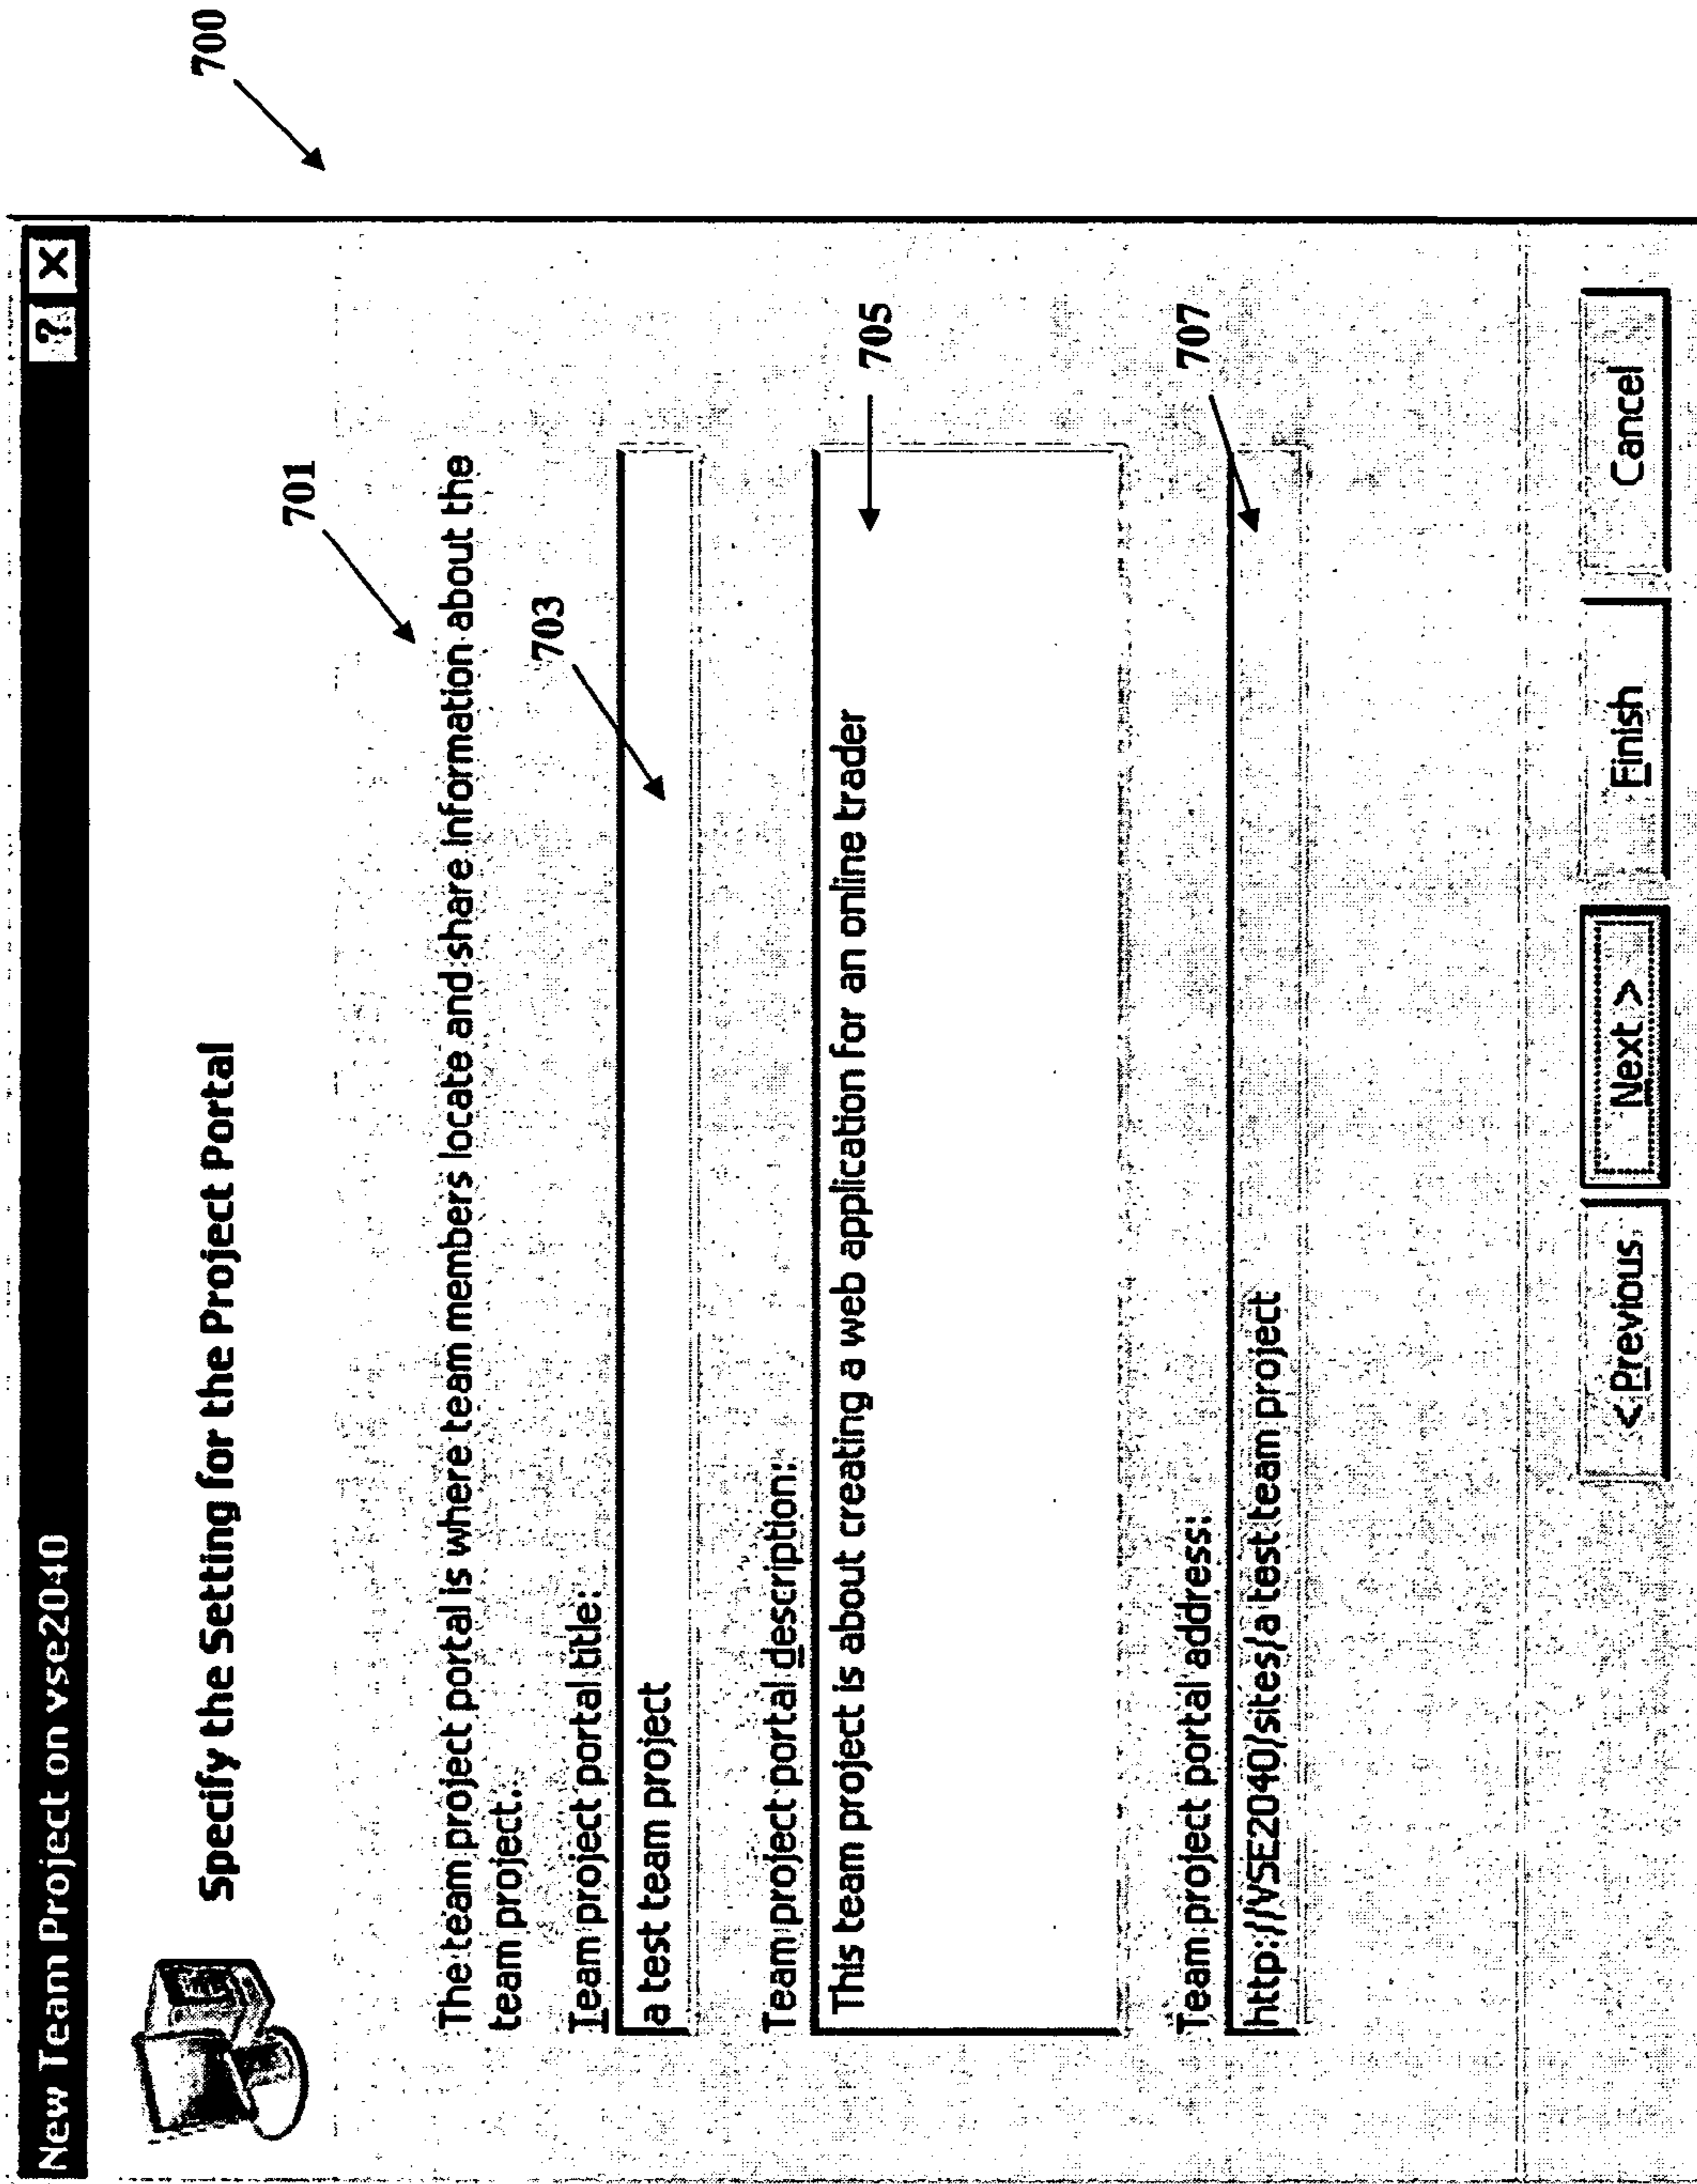 700
New Team Project on vse2040 ? X
Specify the Setting for the Project Portal
701
The team project portal is where team members locate and share information about the
team project.
703
Team project portal title:
a test team project
Team project portal description:
This team project is about creating a web application for an online trader
705
Team project portal address:
707
http://VSE2040/sites/a test team project
< Previous Next > Finish Cancel